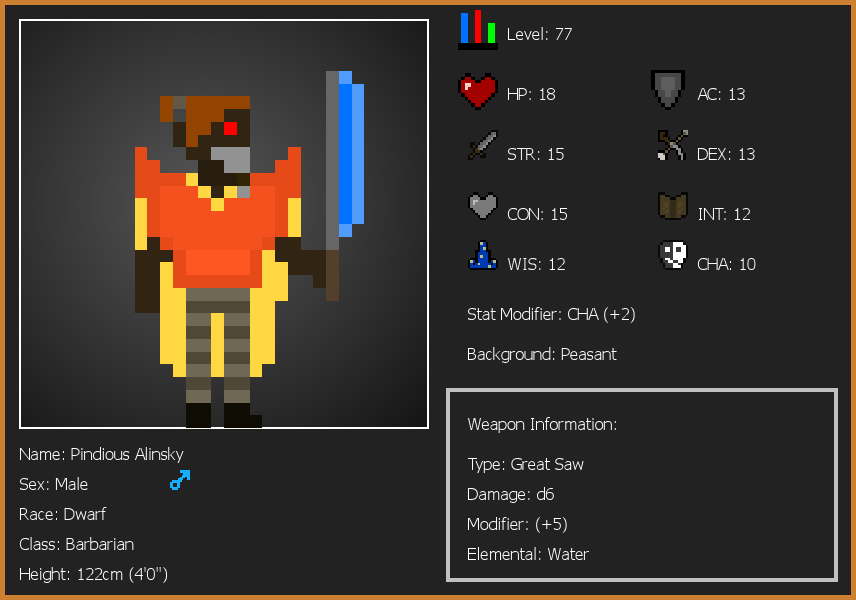 Level: 77
HP: 18
AC: 13
STR: 15
DEX: 13
CON: 15
INT: 12
WIS: 12
CHA: 10
Stat Modifier: CHA (+2)
Background: Peasant
Weapon Information:
Type: Great Saw
Damage: d6
Modifier: (+5)
Elemental: Water
Name: Pindious Alinsky
Sex: Male
Race: Dwarf
Class: Barbarian
Height: 122cm (4'0")